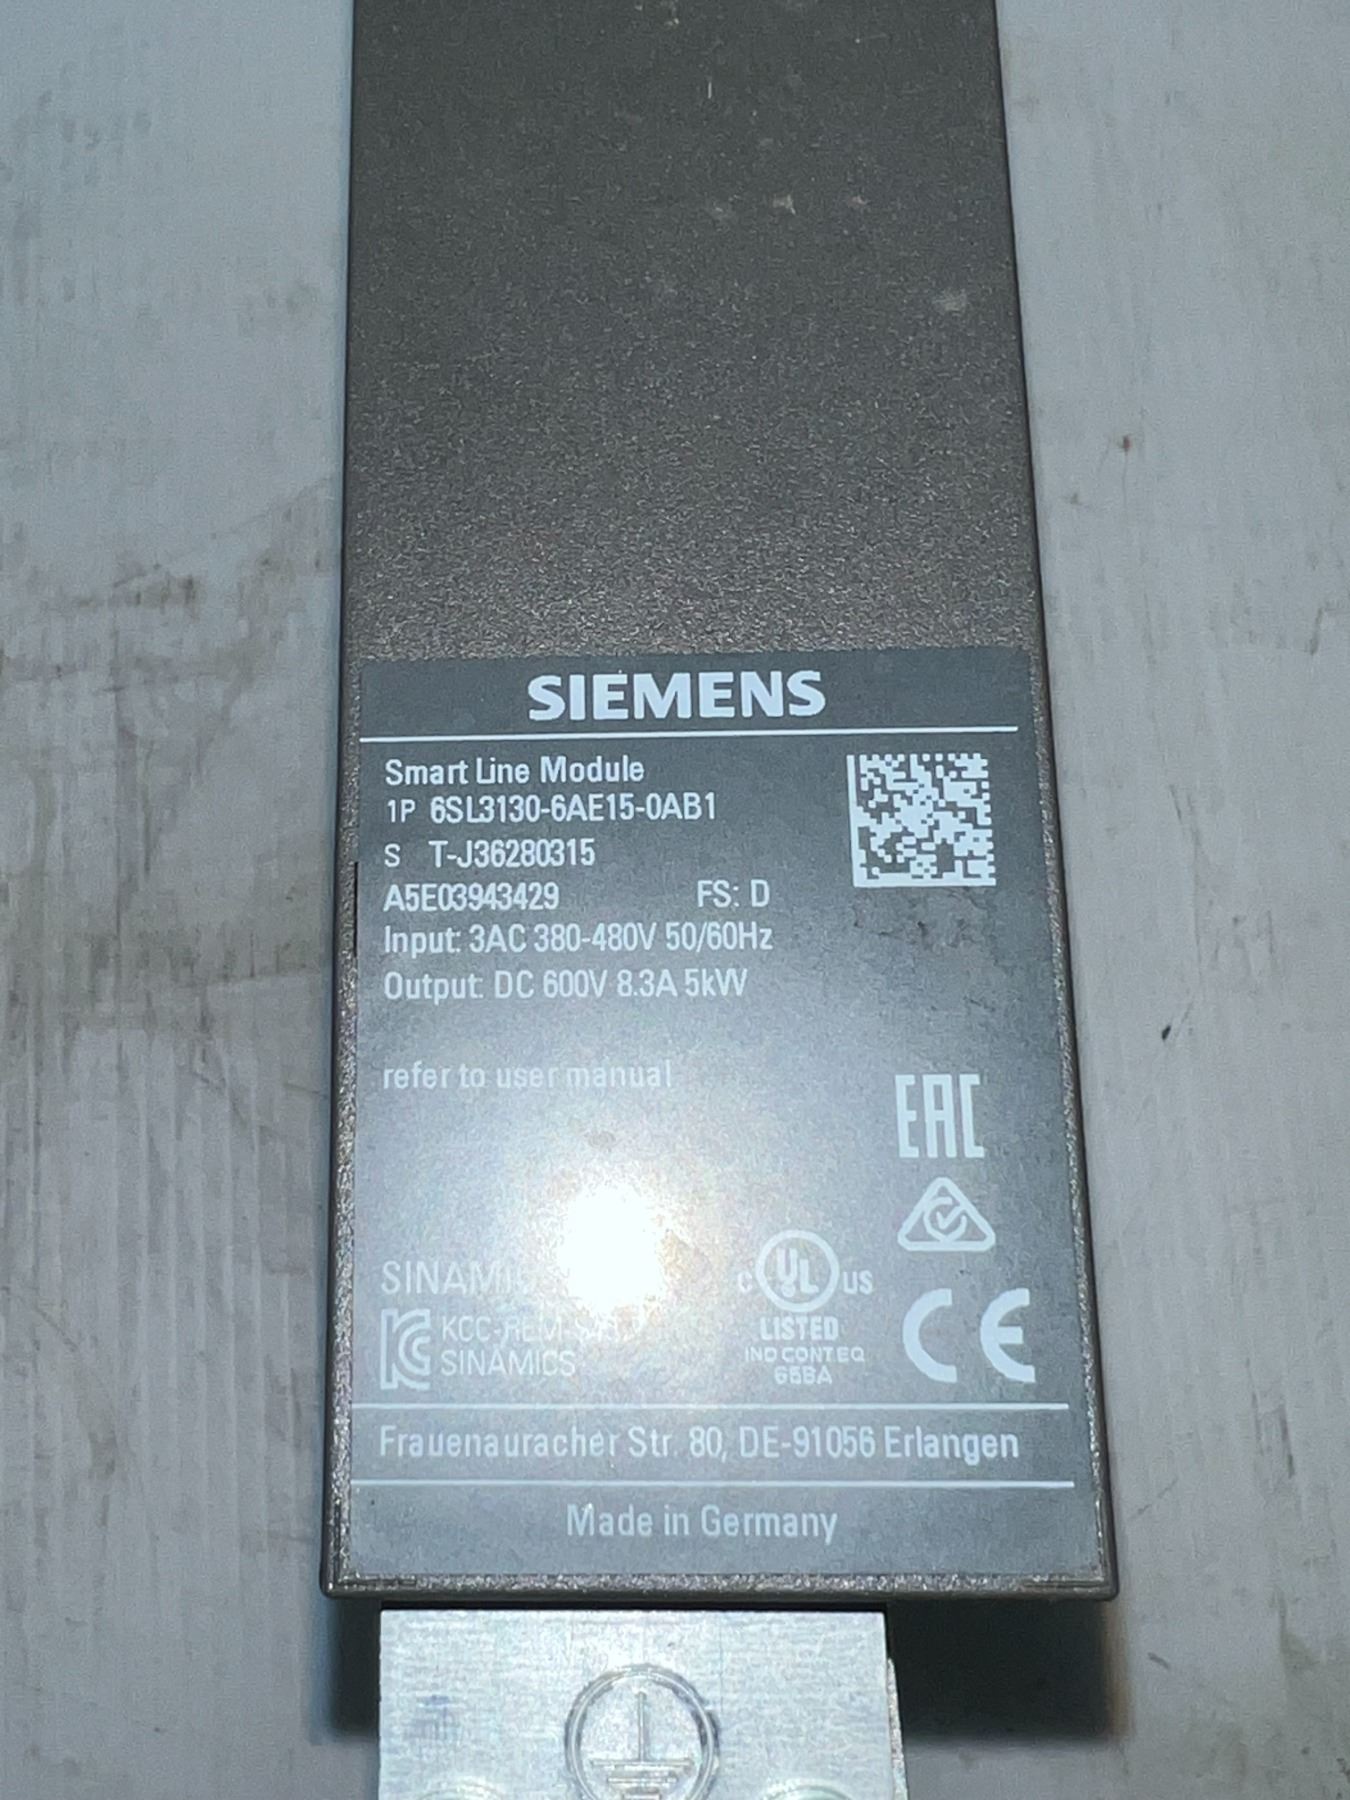 SIEMENS
Smart Line Module
1P 6SL3130-6AE15-0AB1
S T-J36280315
A5E03943429 FS: D
Input: 3AC 380-480V 50/60Hz
Output: DC 600V 8.3A 5kW
refer to user manual
EAC
C UL US
LISTED
IND CONT.EQ
65BA
CE
KC
SINAMICS
Frauenauracher Str. 80, DE-91056 Erlangen
Made in Germany